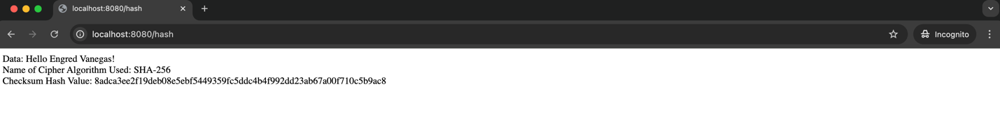 localhost:8080/hash
localhost:8080/hash
Incognito
Data: Hello Engred Vanegas!
Name of Cipher Algorithm Used: SHA-256
Checksum Hash Value: 8adca3ee2f19deb08e5ebf5449359fc5ddc4b4f992dd23ab67a00f710c5b9ac8